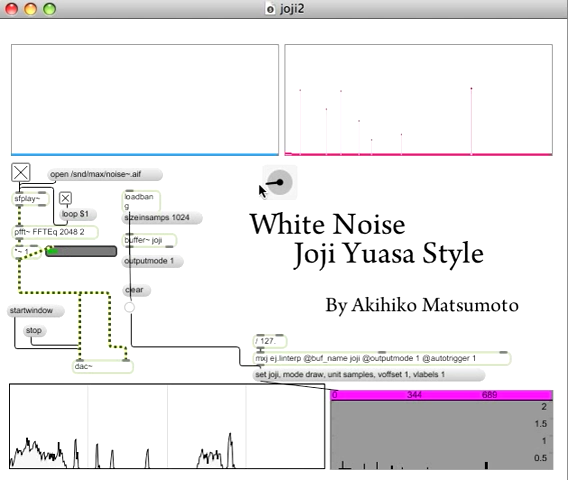 joji2
open /snd/max/noise~.aif
sfplay~
loop $1
pfft~ FFTEq 2048 2
*~ 1
startwindow
stop
dac~
loadban
g
sizeinsamps 1024
buffer~ joji
outputmode 1
clear
White Noise
Joji Yuasa Style
By Akihiko Matsumoto
/ 127.
mxj ej.linterp @buf_name joji @outputmode 1 @autotrigger 1
set joji, mode draw, unit samples, voffset 1, vlabels 1
0 344 689
2
1.5
1
0.5